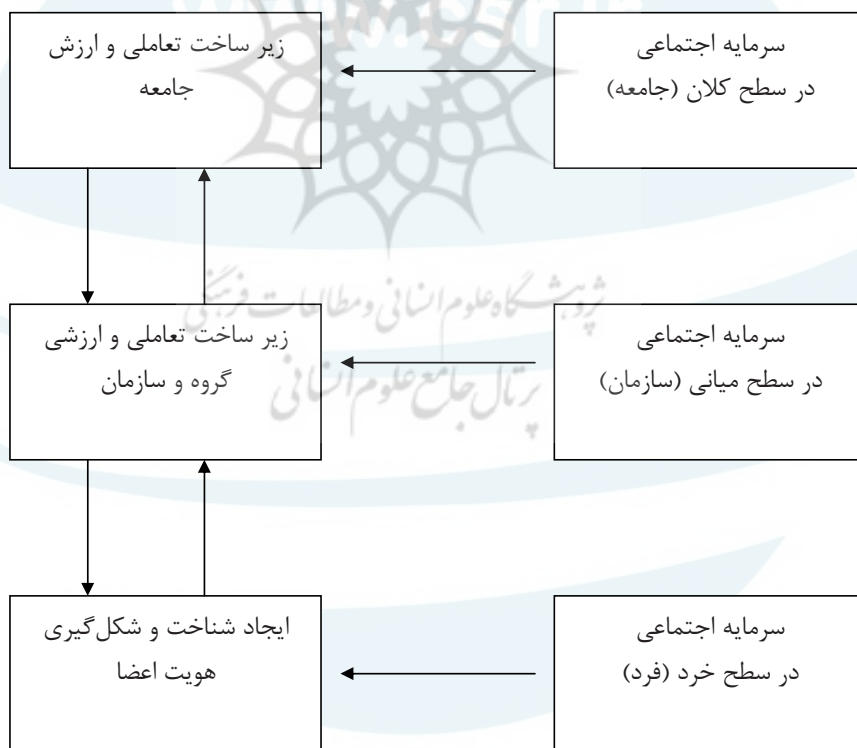 سرمایه اجتماعی
در سطح کلان (جامعه)
زیر ساخت تعاملی و ارزش
جامعه
پژوهشگاه علوم انسانی و مطالعات فرهنگی
پرتال جامع علوم انسانی
سرمایه اجتماعی
در سطح میانی (سازمان)
زیر ساخت تعاملی و ارزشی
گروه و سازمان
سرمایه اجتماعی
در سطح خرد (فرد)
ایجاد شناخت و شکل‌گیری
هویت اعضا